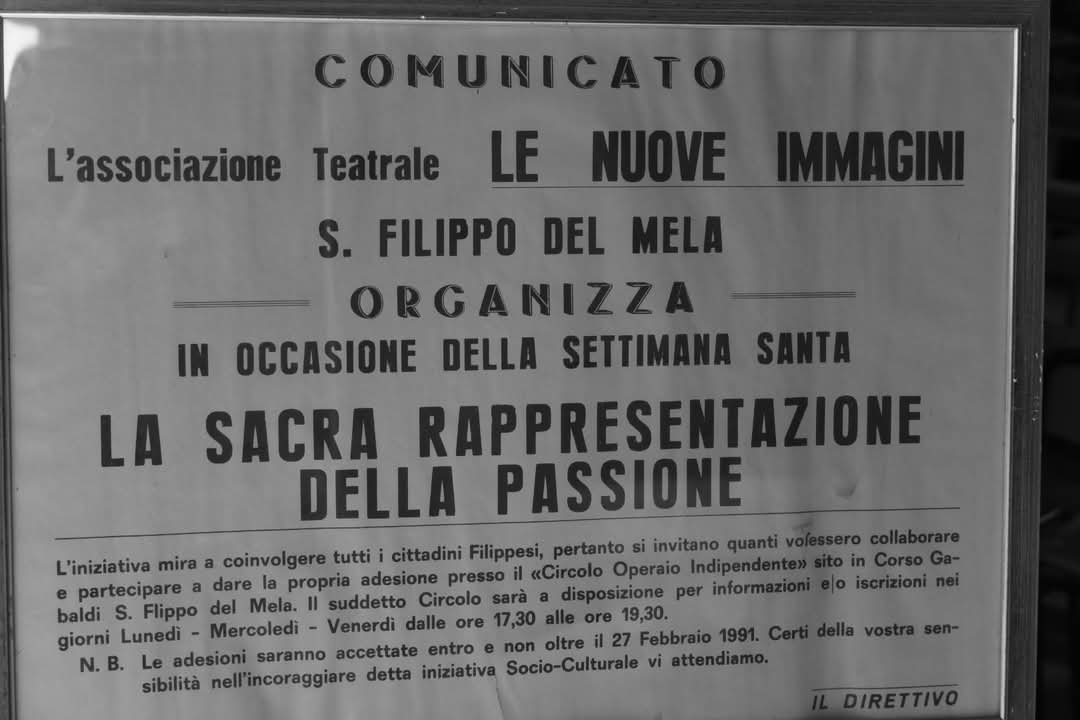 COMUNICATO
L'associazione Teatrale LE NUOVE IMMAGINI
S. FILIPPO DEL MELA
ORGANIZZA
IN OCCASIONE DELLA SETTIMANA SANTA
LA SACRA RAPPRESENTAZIONE
DELLA PASSIONE
L'iniziativa mira a coinvolgere tutti i cittadini Filippesi, pertanto si invitano quanti volessero collaborare
e partecipare a dare la propria adesione presso il «Circolo Operaio Indipendente» sito in Corso Ga-
baldi S. Flippo del Mela. Il suddetto Circolo sarà a disposizione per informazioni e|o iscrizioni nei
giorni Lunedì - Mercoledì - Venerdì dalle ore 17,30 alle ore 19,30.
N. B. Le adesioni saranno accettate entro e non oltre il 27 Febbraio 1991. Certi della vostra sen-
sibilità nell'incoraggiare detta iniziativa Socio-Culturale vi attendiamo.
IL DIRETTIVO